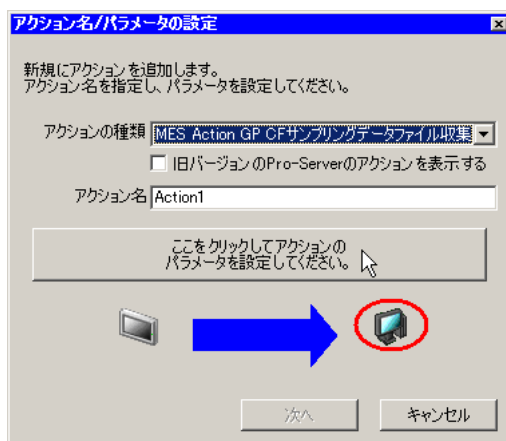 アクション名/パラメータの設定
新規にアクションを追加します。
アクション名を指定し、パラメータを設定してください。
アクションの種類 MES Action GP CFサンプリングデータファイル収集
旧バージョンのPro-Serverのアクションを表示する
アクション名 Action1
ここをクリックしてアクションの
パラメータを設定してください。
次へ キャンセル